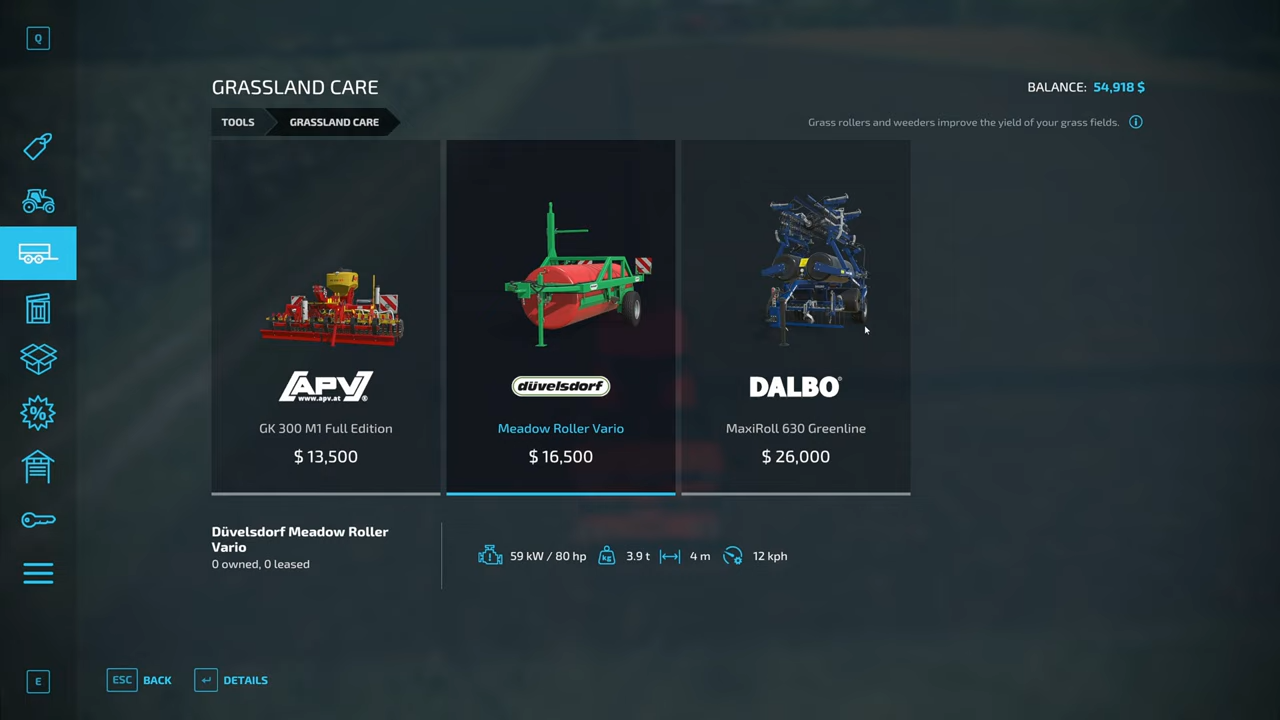 Q
GRASSLAND CARE
BALANCE: 54,918 $
TOOLS
GRASSLAND CARE
Grass rollers and weeders improve the yield of your grass fields.
APV
www.apv.at
GK 300 M1 Full Edition
$ 13,500
düvelsdorf
Meadow Roller Vario
$ 16,500
DALBO
MaxiRoll 630 Greenline
$ 26,000
Düvelsdorf Meadow Roller
Vario
0 owned, 0 leased
59 kW / 80 hp
kg
3.9 t
4 m
12 kph
E
ESC BACK
DETAILS